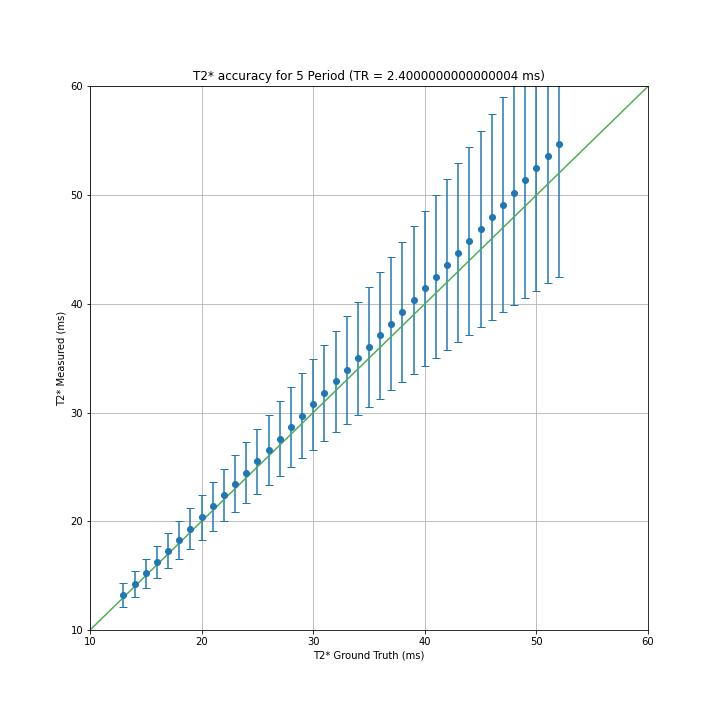 T2* accuracy for 5 Period (TR = 2.4000000000000004 ms)
60
50
40
30
20
10
T2* Measured (ms)
10 20 30 40 50 60
T2* Ground Truth (ms)